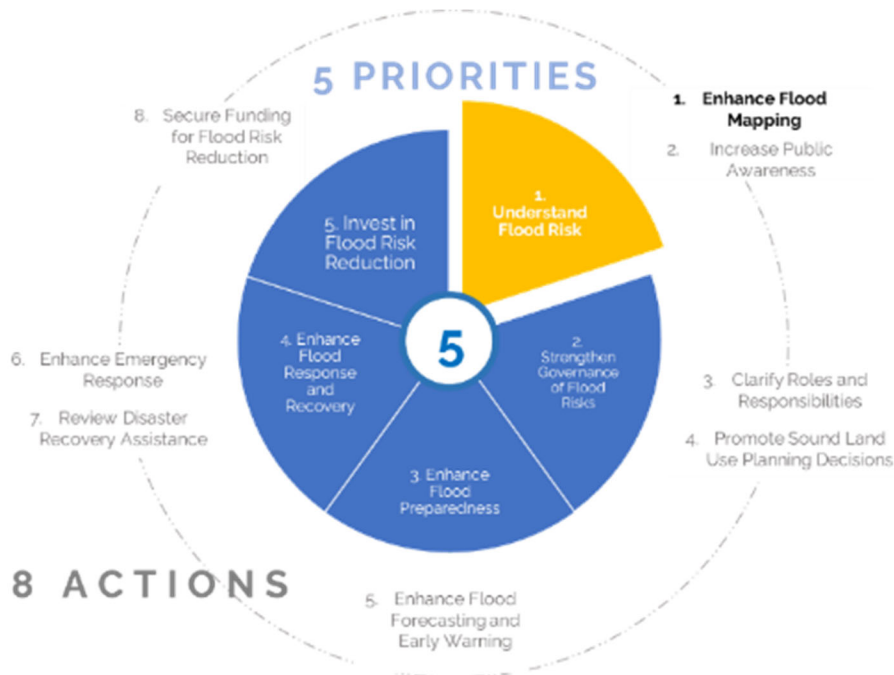 5 PRIORITIES
1. Enhance Flood
Mapping
2. Increase Public
Awareness
8. Secure Funding
for Flood Risk
Reduction
1.
Understand
Flood Risk
5. Invest in
Flood Risk
Reduction
5
2.
Strengthen
Governance
of Flood
Risks
4. Enhance
Flood
Response
and
Recovery
3. Enhance
Flood
Preparedness
6. Enhance Emergency
Response
7. Review Disaster
Recovery Assistance
3. Clarify Roles and
Responsibilities
4. Promote Sound Land
Use Planning Decisions
8 ACTIONS
5. Enhance Flood
Forecasting and
Early Warning